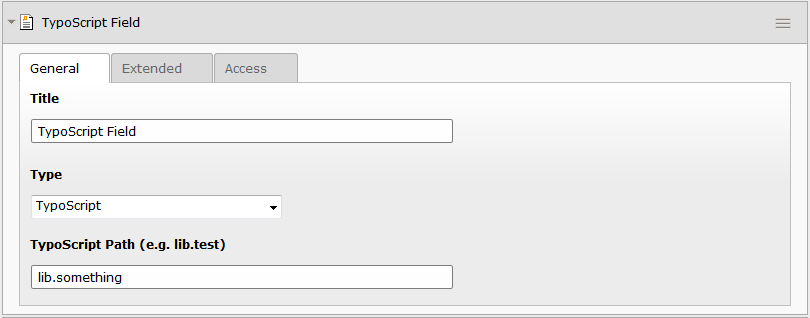 TypoScript Field
General Extended Access
Title
TypoScript Field
Type
TypoScript
TypoScript Path (e.g. lib.test)
lib.something